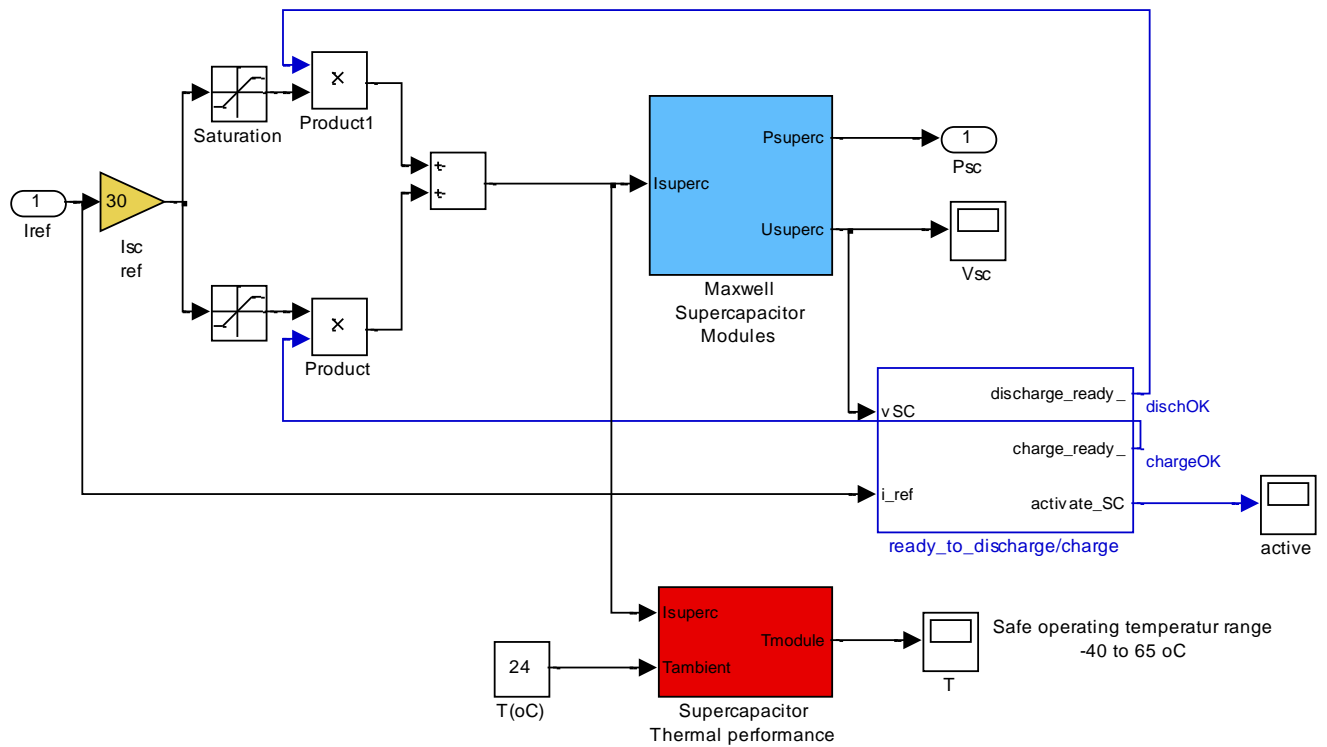 Saturation
×
Product1
1
Iref
30
Isc
ref
+
+
×
Product
Isuperc
Psuperc
Usuperc
Maxwell
Supercapacitor
Modules
1
Psc
Vsc
vSC
i_ref
discharge_ready_
charge_ready_
activate_SC
ready_to_discharge/charge
dischOK
chargeOK
active
24
T(oC)
Isuperc
Tambient
Tmodule
Supercapacitor
Thermal performance
T
Safe operating temperatur range
-40 to 65 oC